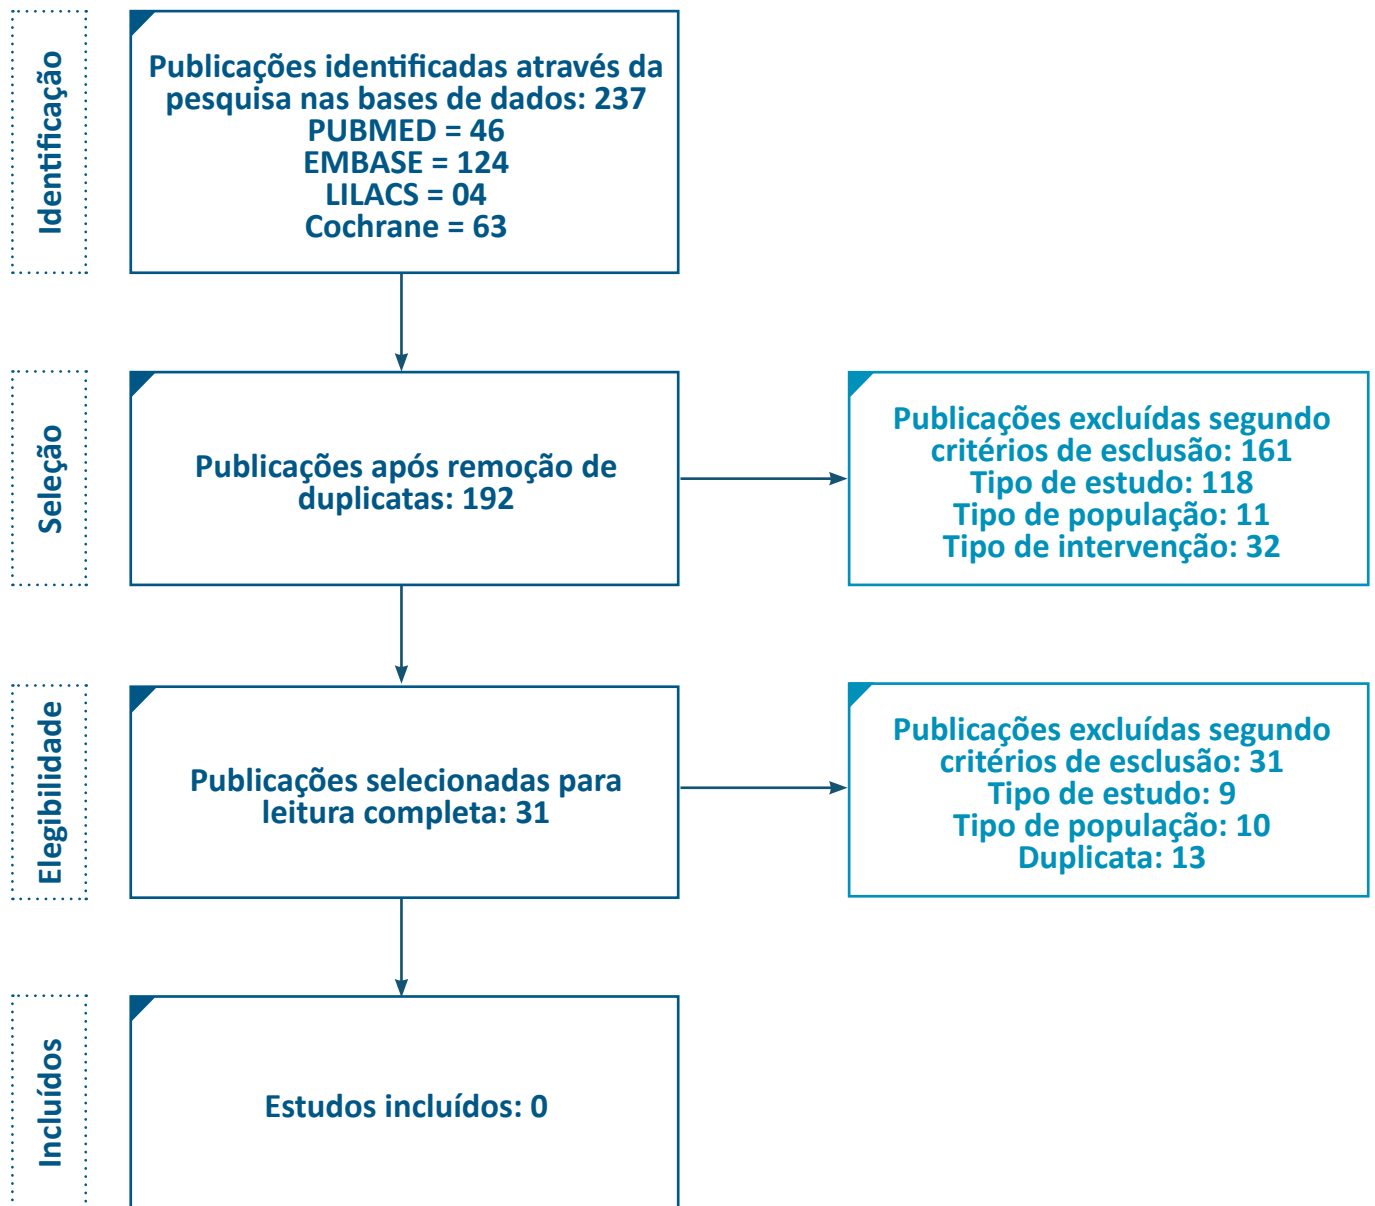 Identificação
Publicações identificadas através da
pesquisa nas bases de dados: 237
PUBMED = 46
EMBASE = 124
LILACS = 04
Cochrane = 63
Seleção
Publicações após remoção de
duplicatas: 192
Publicações excluídas segundo
critérios de esclusão: 161
Tipo de estudo: 118
Tipo de população: 11
Tipo de intervenção: 32
Elegibilidade
Publicações selecionadas para
leitura completa: 31
Publicações excluídas segundo
critérios de esclusão: 31
Tipo de estudo: 9
Tipo de população: 10
Duplicata: 13
Incluídos
Estudos incluídos: 0